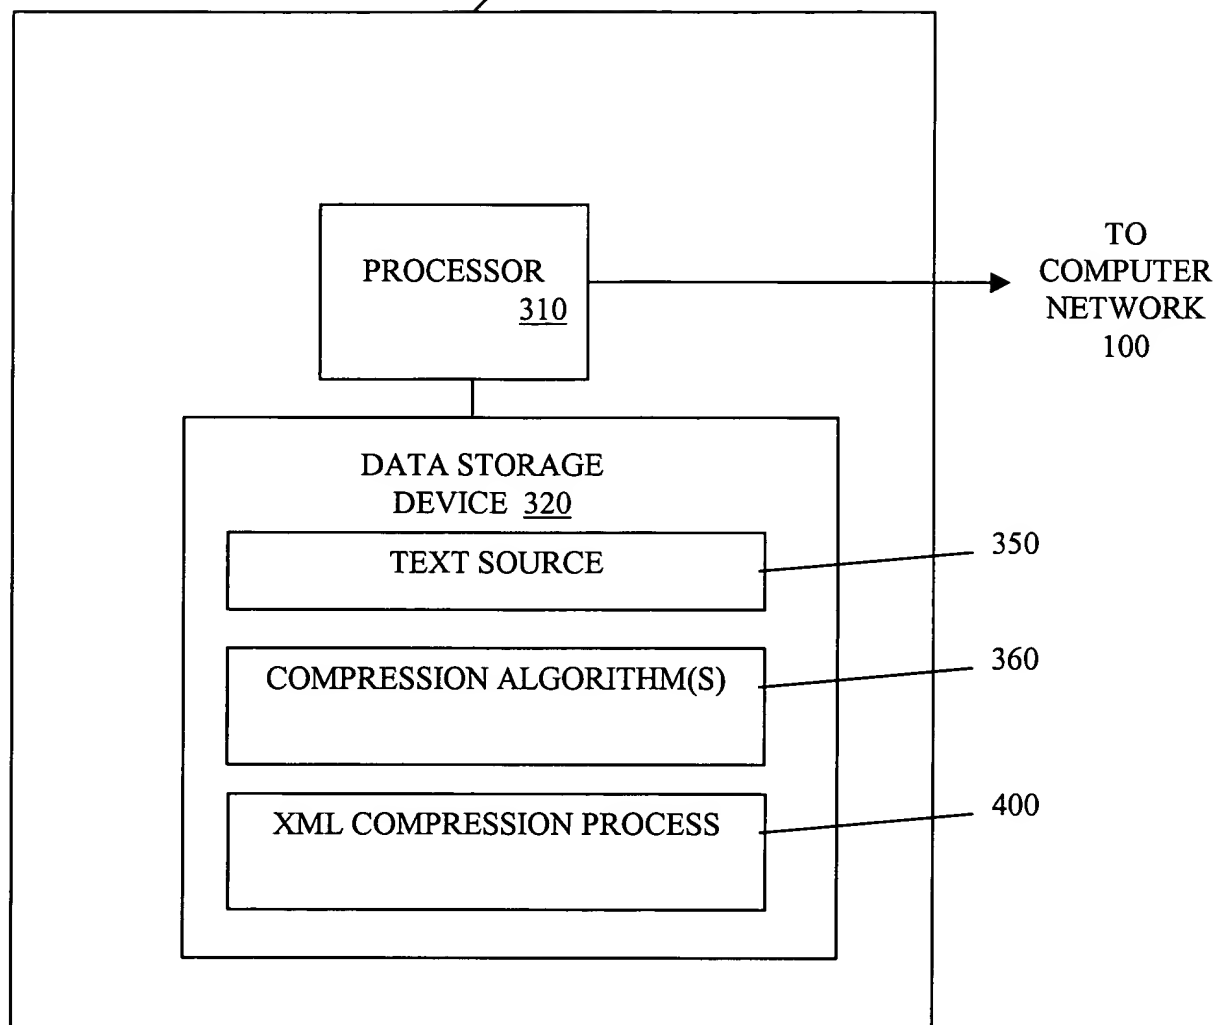 PROCESSOR
310
TO
COMPUTER
NETWORK
100
DATA STORAGE
DEVICE 320
TEXT SOURCE
350
COMPRESSION ALGORITHM(S)
360
XML COMPRESSION PROCESS
400